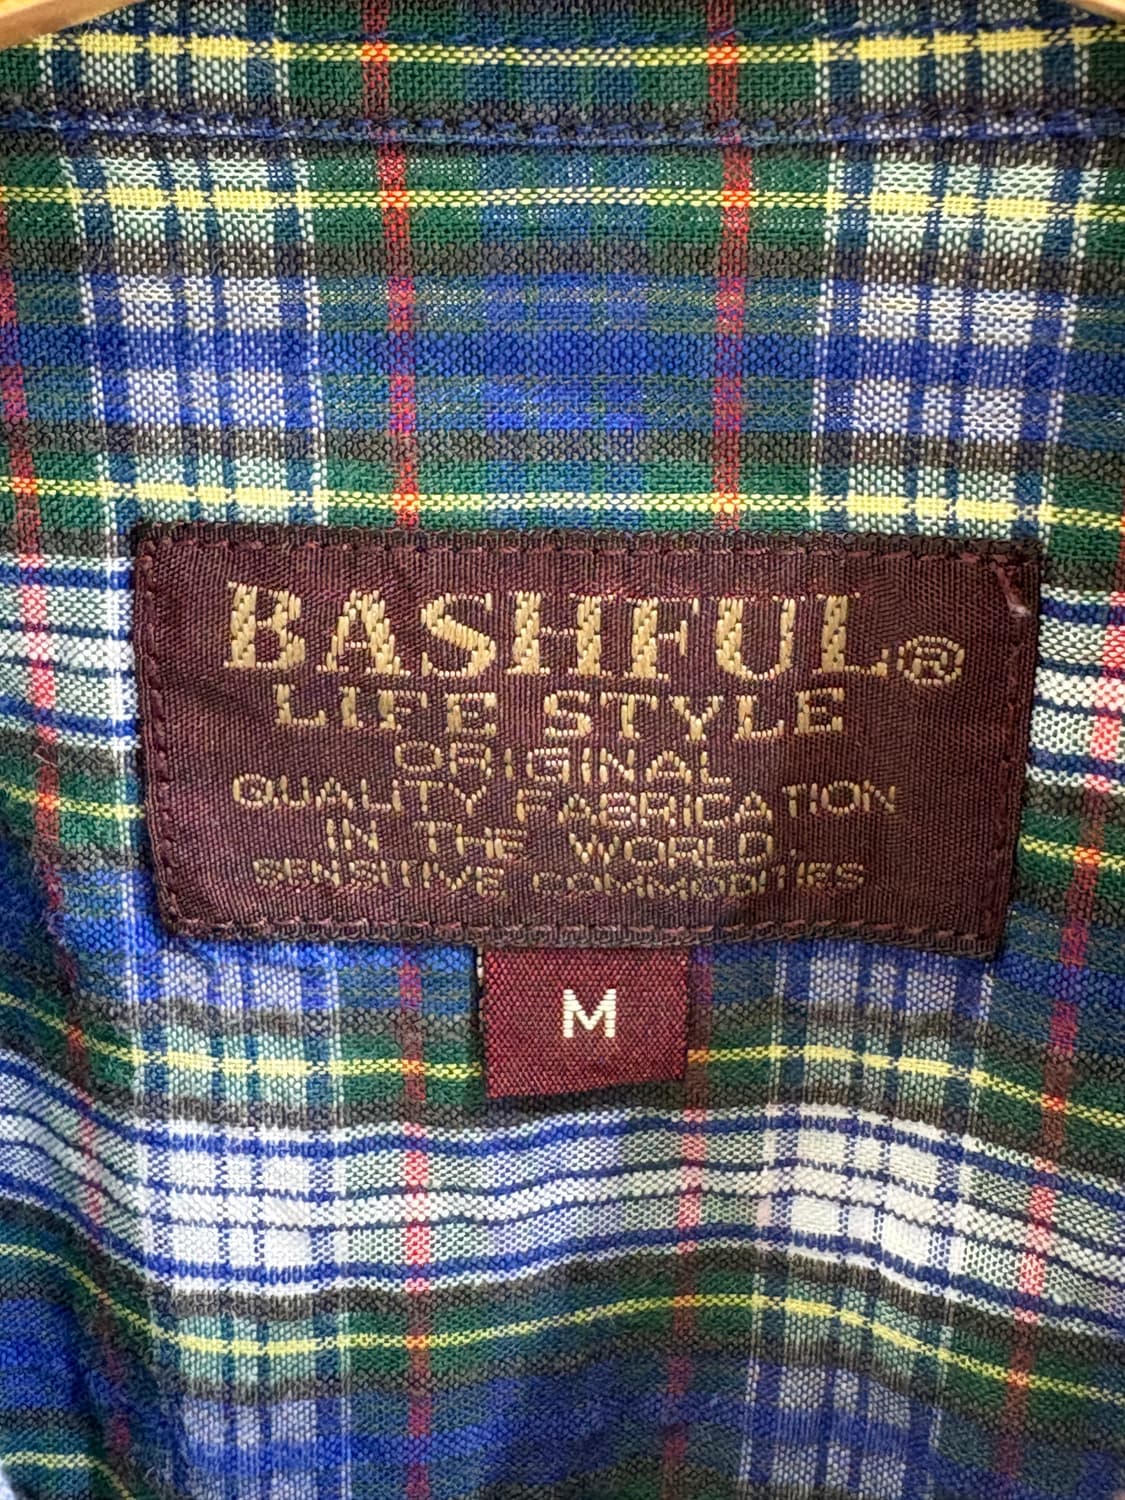 BASHFUL®
LIFE STYLE
ORIGINAL
QUALITY FABRICATION
IN THE WORLD
SENSITIVE COMMODITIES
M